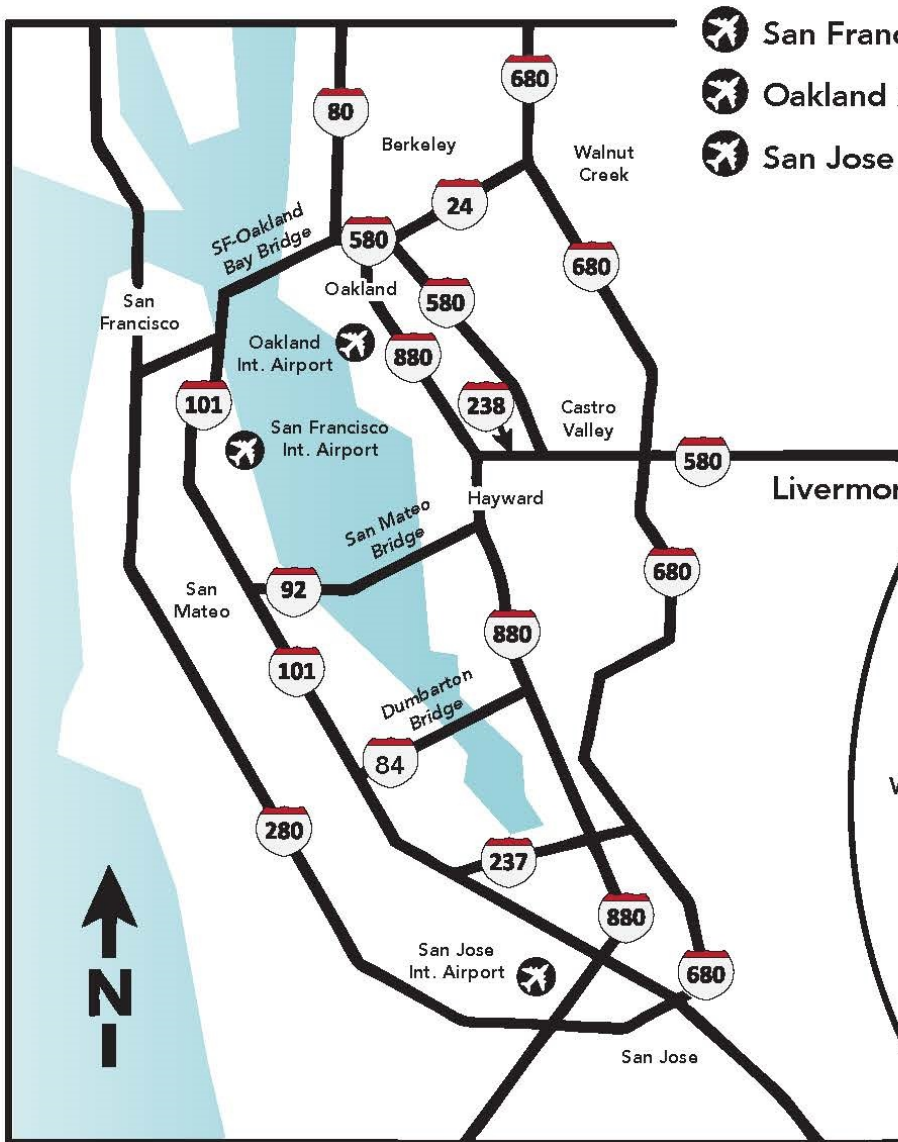 San Franc
Oakland
San Jose
680
80
Berkeley
Walnut
Creek
24
SF-Oakland
Bay Bridge
580
680
Oakland
580
San
Francisco
Oakland
Int. Airport
880
101
238
Castro
Valley
San Francisco
Int. Airport
580
Livermor
Hayward
San Mateo
Bridge
680
92
San
Mateo
880
101
Dumbarton
Bridge
84
280
237
880
San Jose
Int. Airport
680
N
San Jose